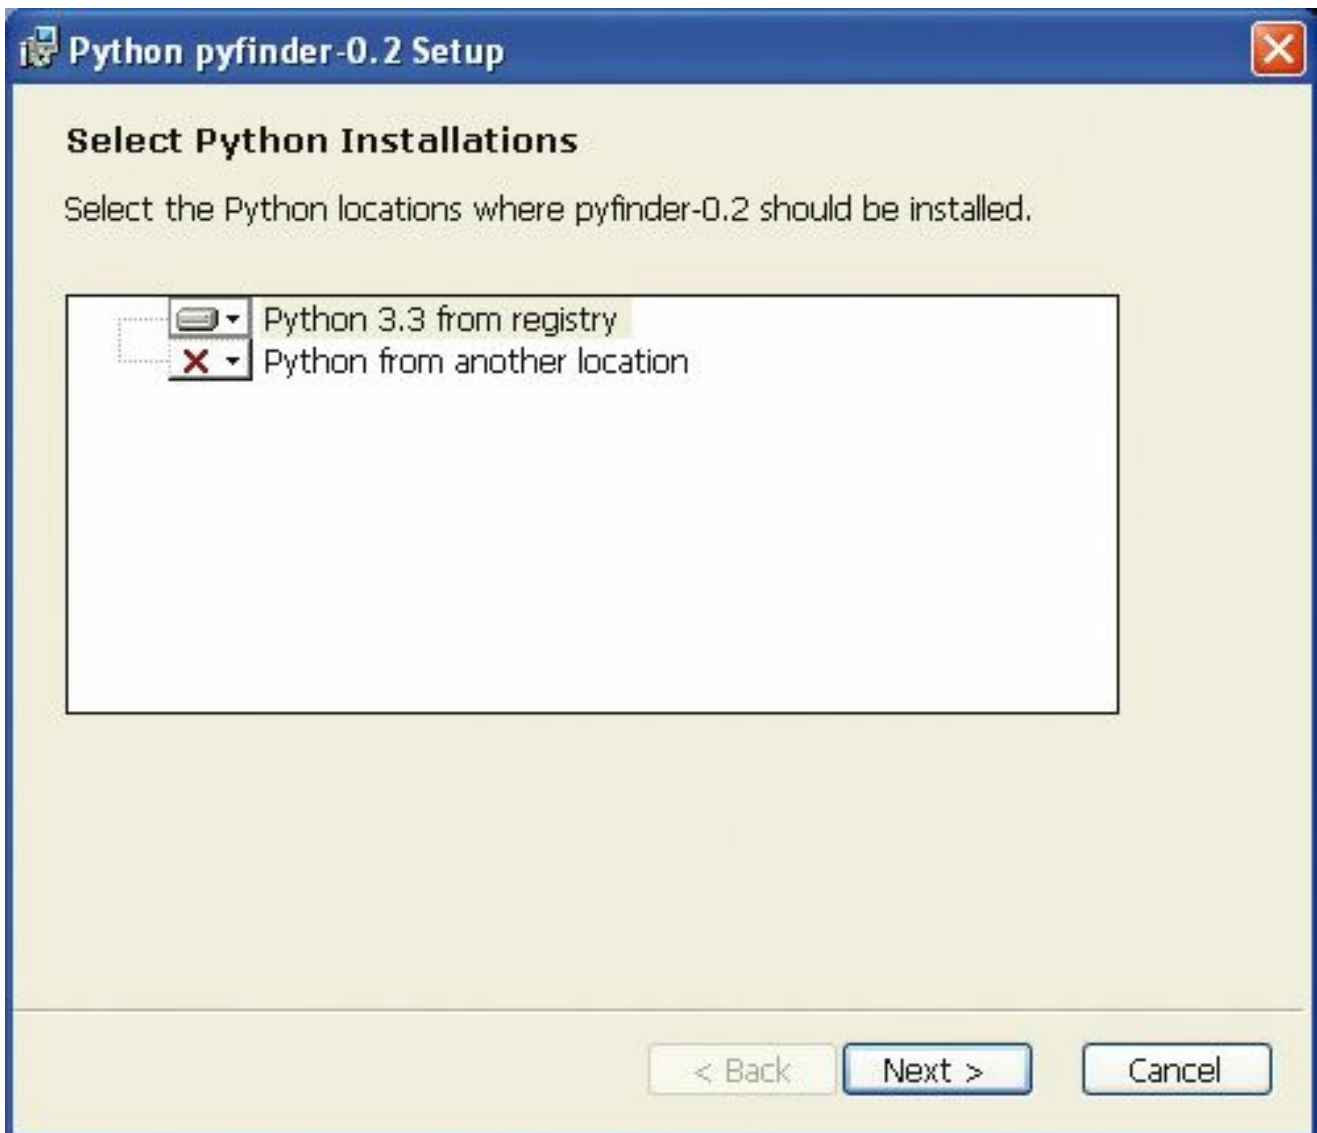 Python pyfinder-0.2 Setup
Select Python Installations
Select the Python locations where pyfinder-0.2 should be installed.
Python 3.3 from registry
Python from another location
< Back
Next >
Cancel